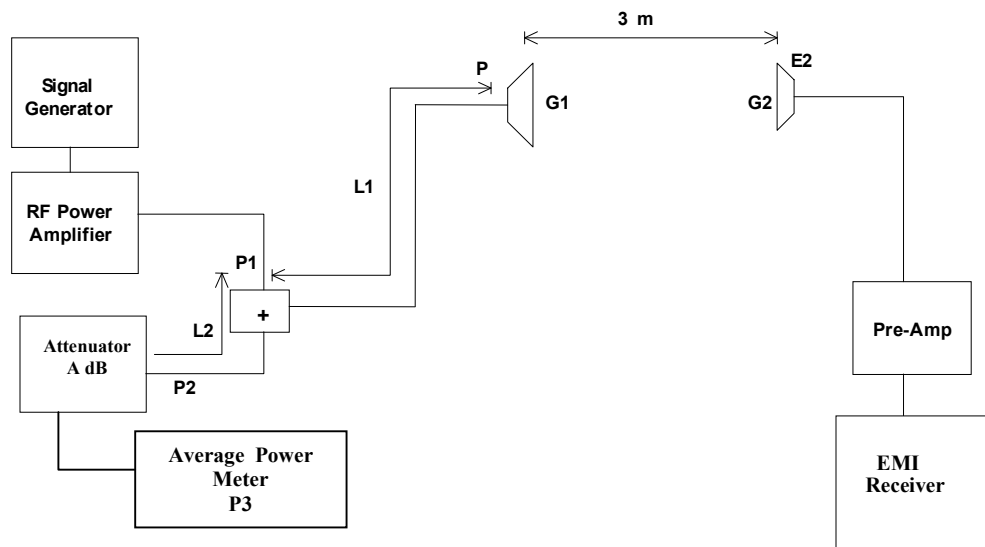 3 m
E2
P
G1
G2
Signal
Generator
L1
RF Power
Amplifier
P1
+
L2
Attenuator
A dB
P2
Pre-Amp
Average Power
Meter
P3
EMI
Receiver